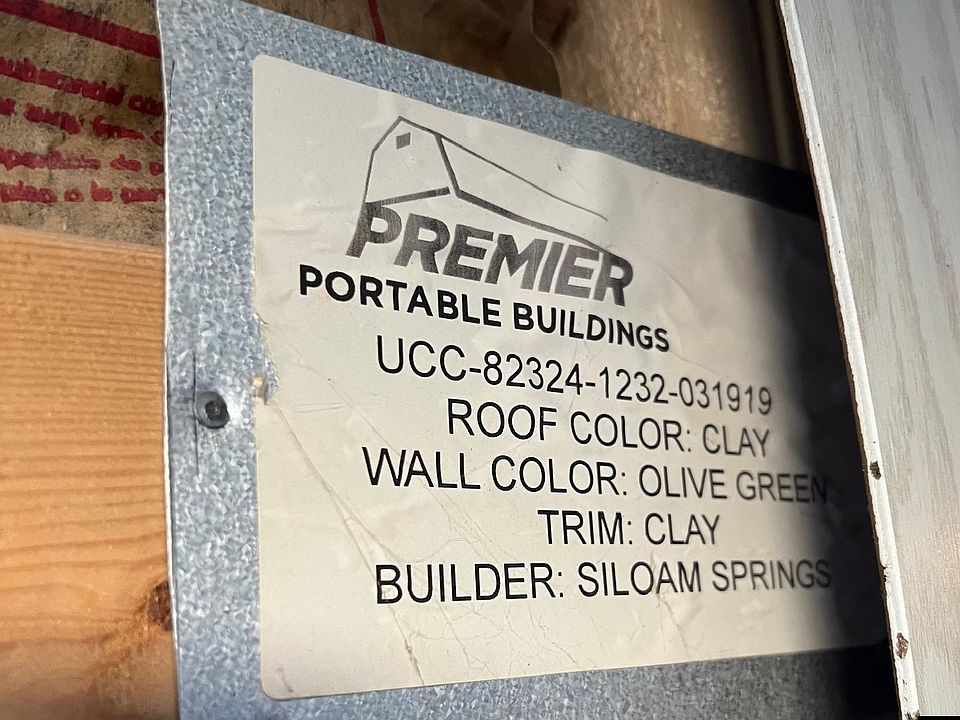 PREMIER
PORTABLE BUILDINGS
UCC-82324-1232-031919
ROOF COLOR: CLAY
WALL COLOR: OLIVE GREEN
TRIM: CLAY
BUILDER: SILOAM SPRINGS